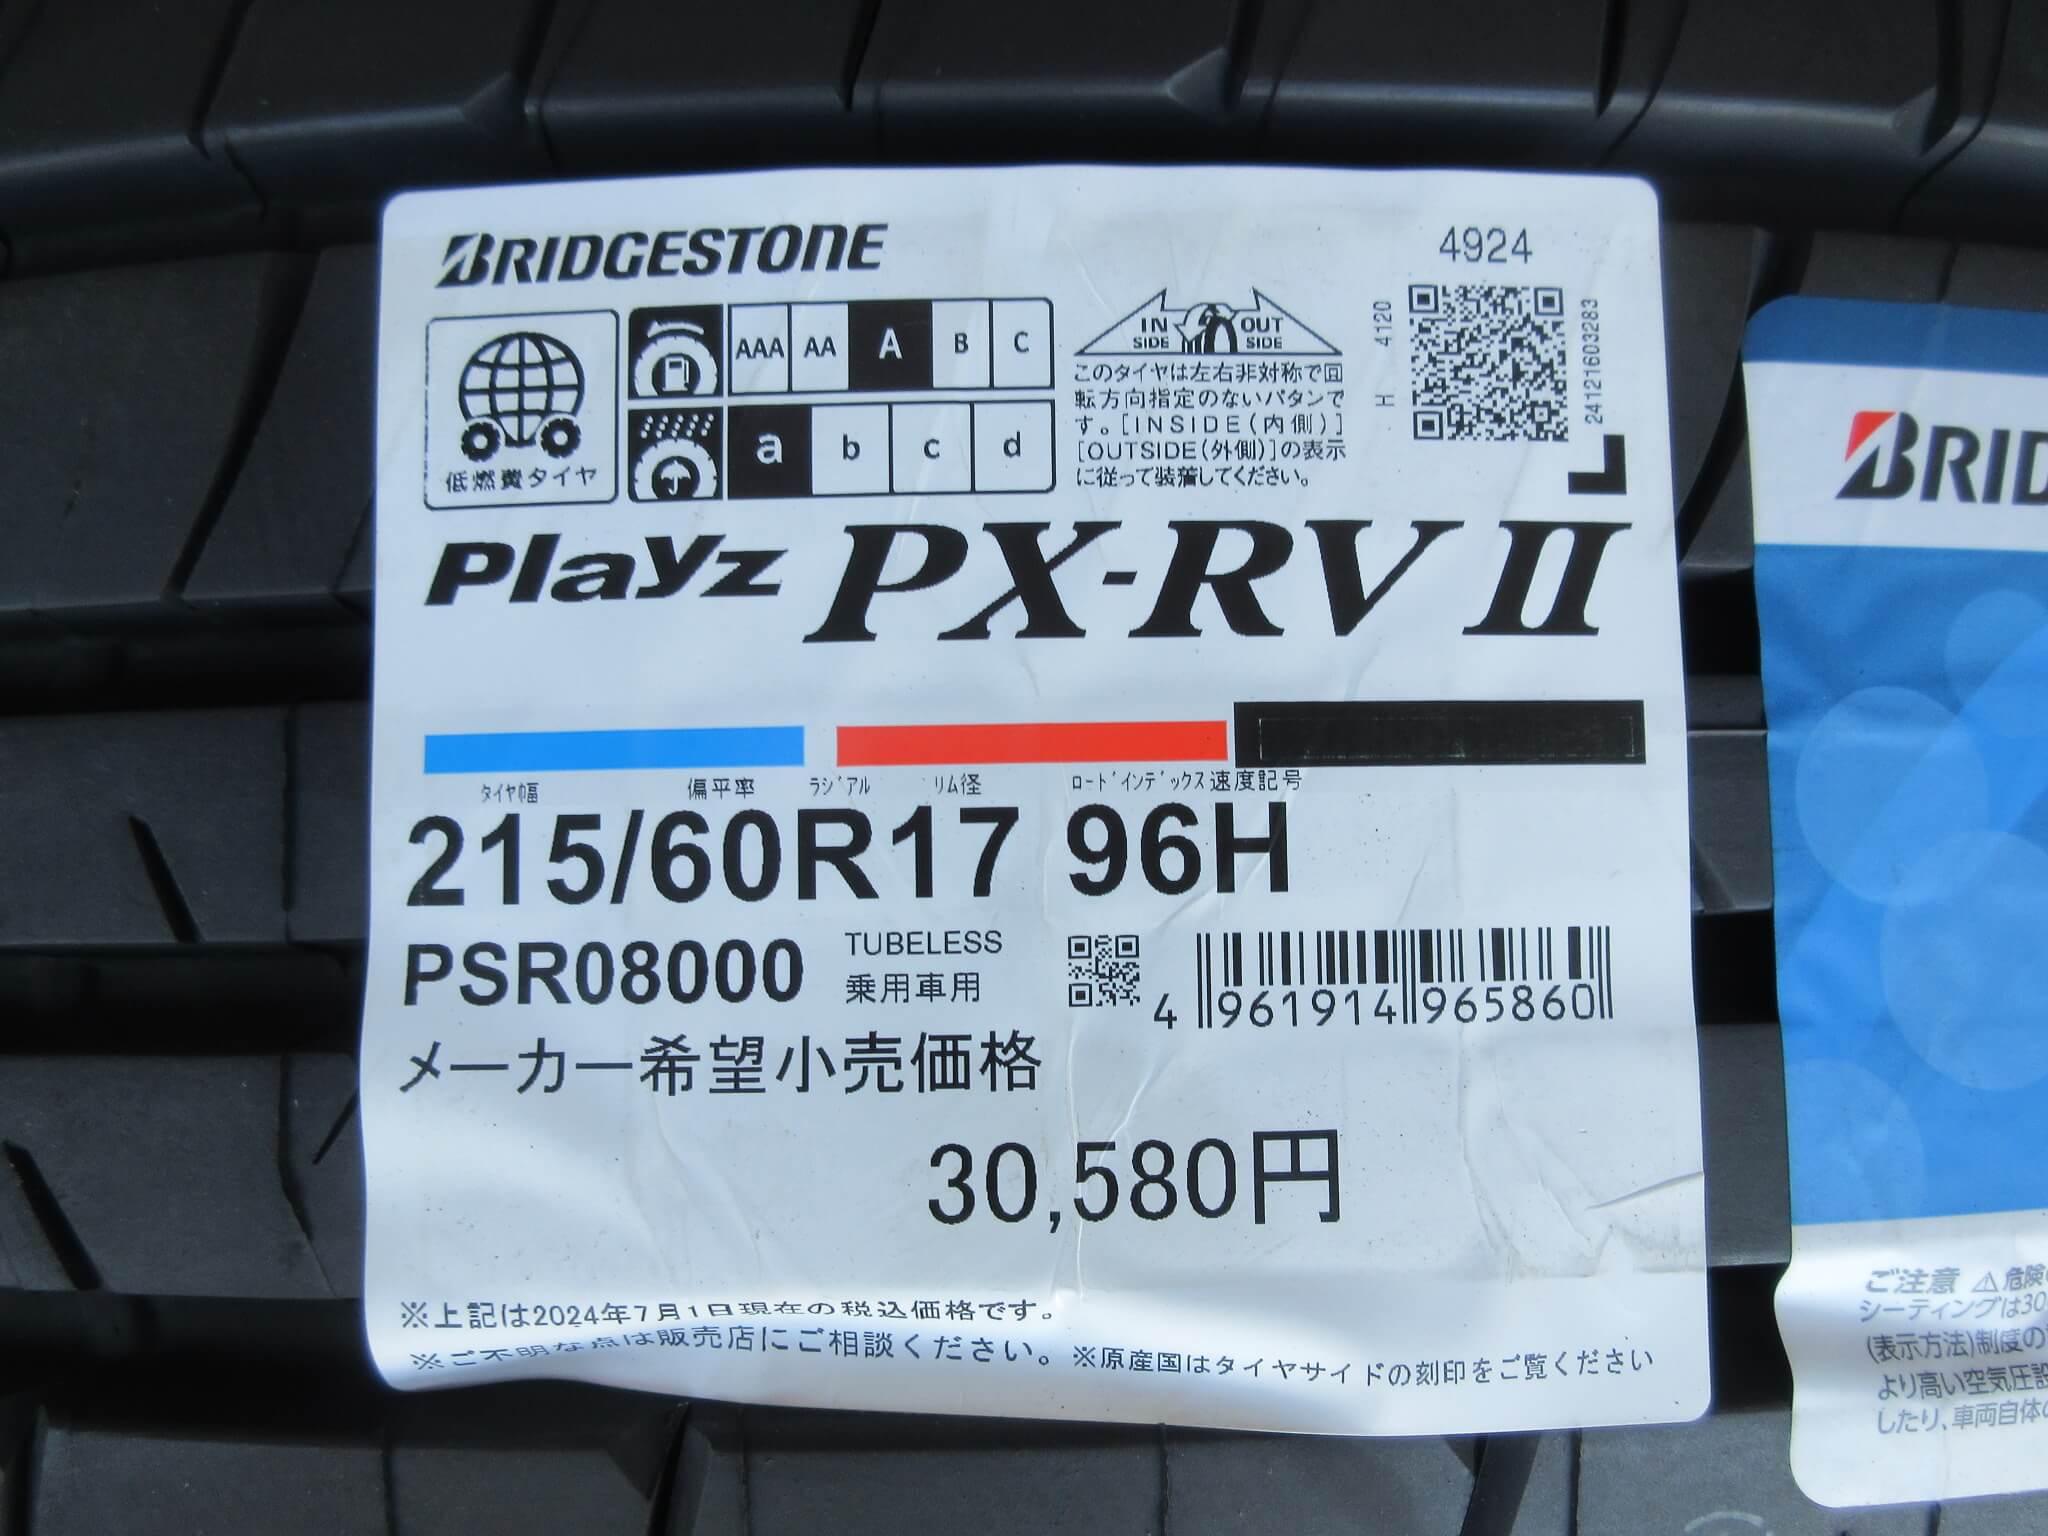 BRIDGESTONE
4924
低燃費タイヤ
AAA AA A B C
a b c d
IN SIDE OUT SIDE
このタイヤは左右非対称で回
転方向指定のないパタンで
す。[INSIDE(内側)]
[OUTSIDE(外側)]の表示
に従って装着してください。
H 4120
2412160328​3
Playz PX-RV II
タイヤ幅 偏平率 ラジアル リム径 ロードインデックス 速度記号
215/60R17 96H
PSR08000 TUBELESS
乗用車用
4 961914 965860
メーカー希望小売価格
30,580円
※上記は2024年7月1日現在の税込価格です。
※ご不明な点は販売店にご相談ください。※原産国はタイヤサイドの刻印をご覧ください
BRID
ご注意 ⚠危険
シーティングは30
(表示方法)制度の
より高い空気圧設
したり、車両自体の